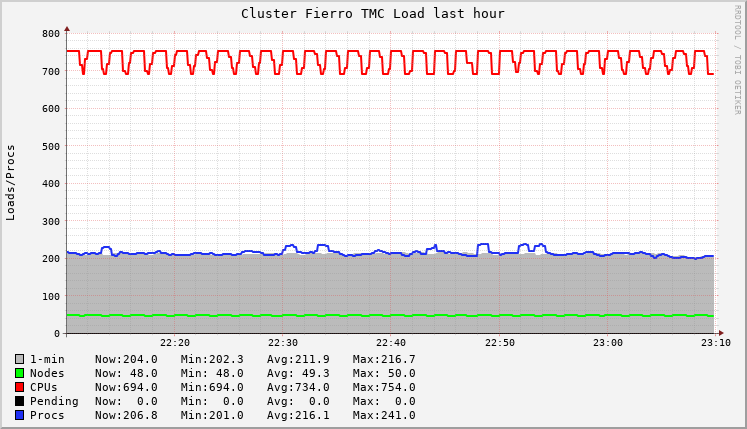 Cluster Fierro TMC Load last hour
RRDTOOL / TOBI OETIKER
Loads/Procs
800
700
600
500
400
300
200
100
0
22:20 22:30 22:40 22:50 23:00 23:10
1-min Now:204.0 Min:202.3 Avg:211.9 Max:216.7
Nodes Now: 48.0 Min: 48.0 Avg: 49.3 Max: 50.0
CPUs Now:694.0 Min:694.0 Avg:734.0 Max:754.0
Pending Now: 0.0 Min: 0.0 Avg: 0.0 Max: 0.0
Procs Now:206.8 Min:201.0 Avg:216.1 Max:241.0